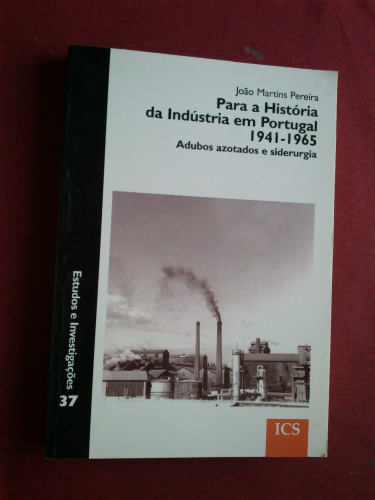 João Martins Pereira
Para a História
da Indústria em Portugal
1941-1965
Adubos azotados e siderurgia
Estudos e Investigações
37
ICS